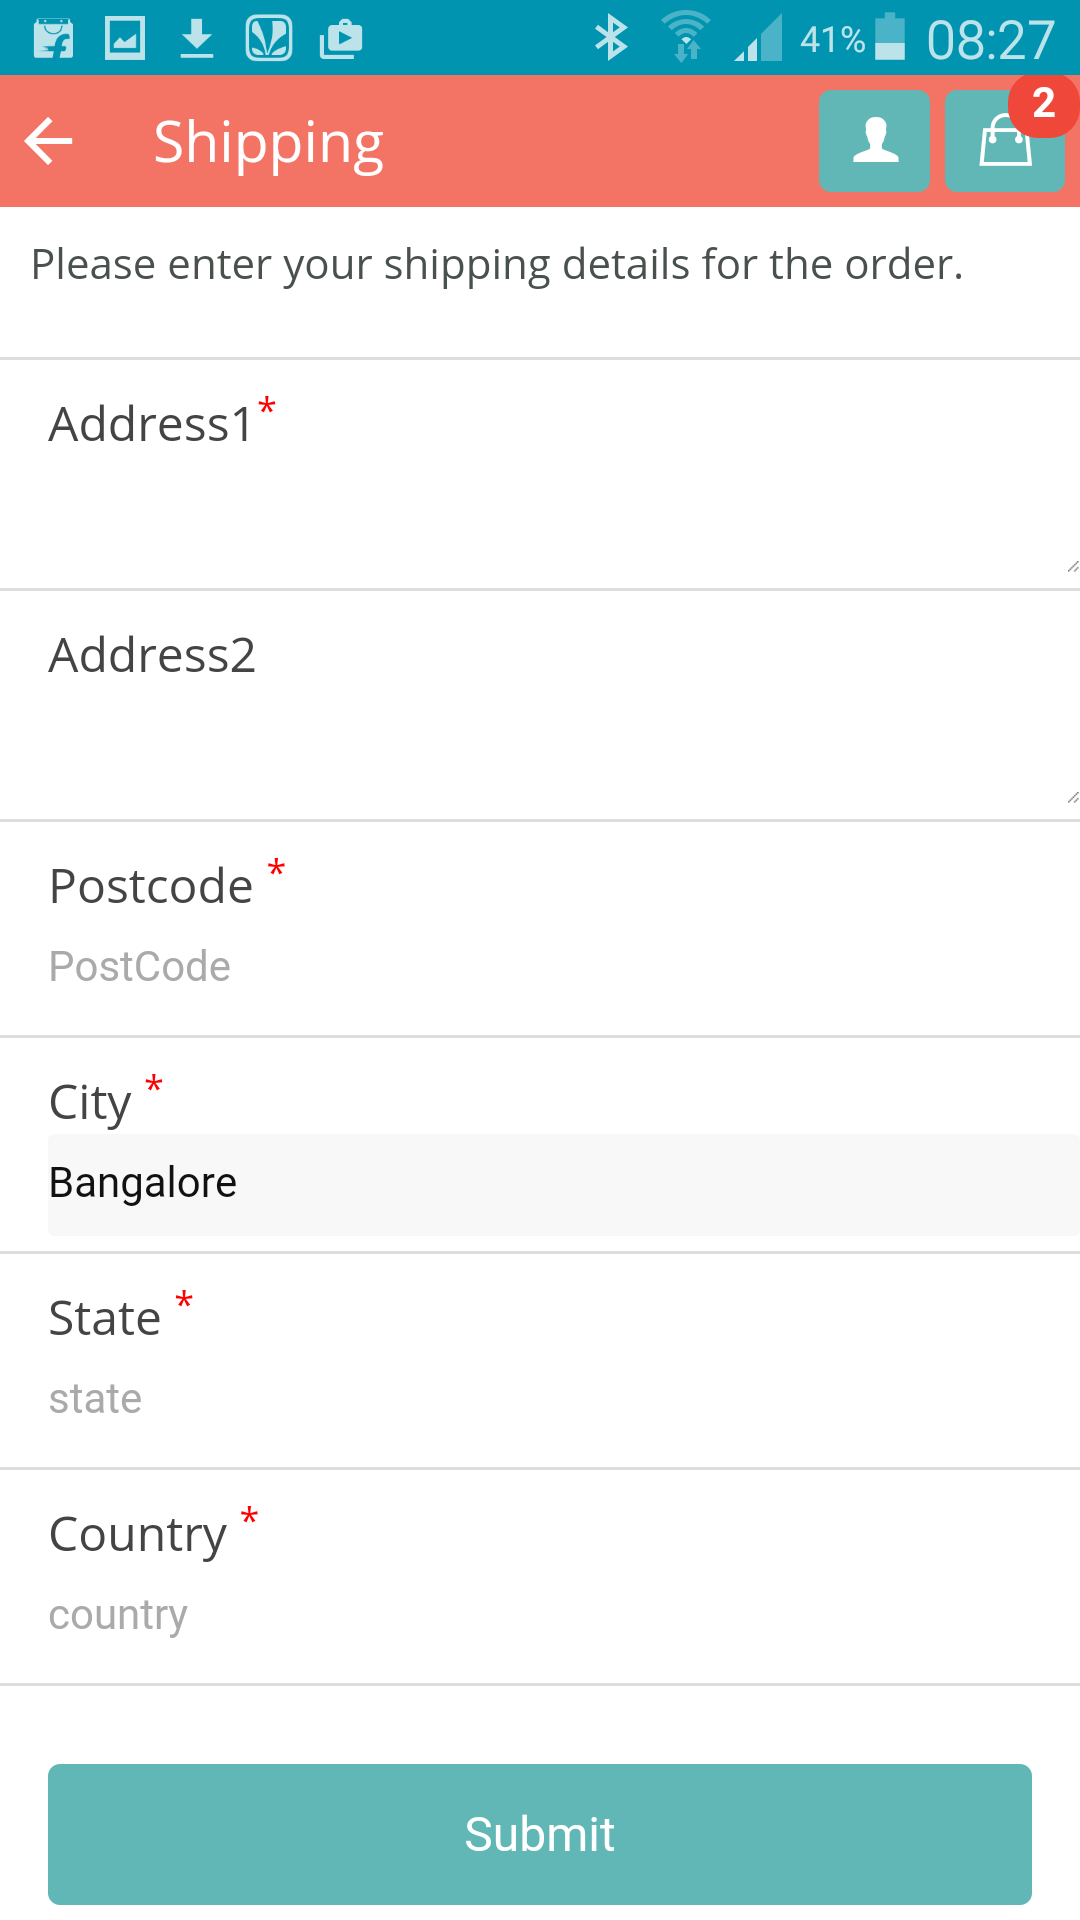 41% 08:27
Shipping
2
Please enter your shipping details for the order.
Address1*
Address2
Postcode *
PostCode
City *
Bangalore
State *
state
Country *
country
Submit